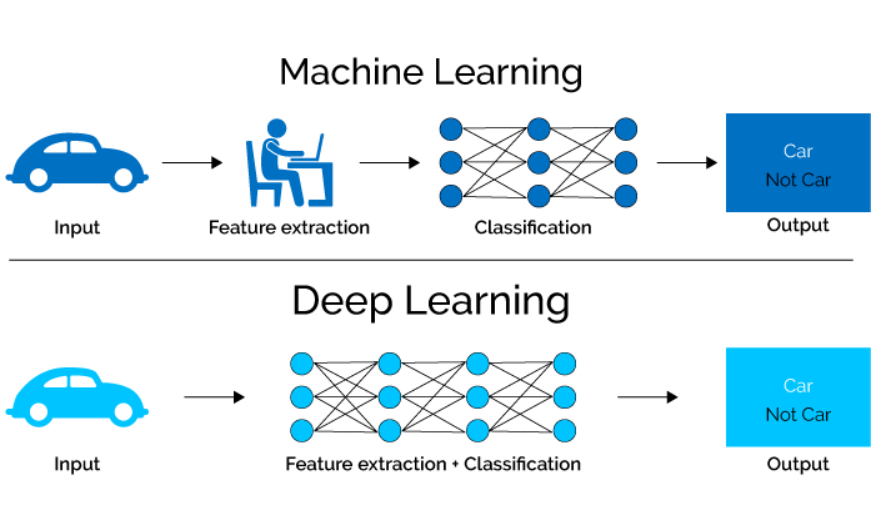 Machine Learning
Car
Not Car
Input
Feature extraction
Classification
Output
Deep Learning
Car
Not Car
Input
Feature extraction + Classification
Output